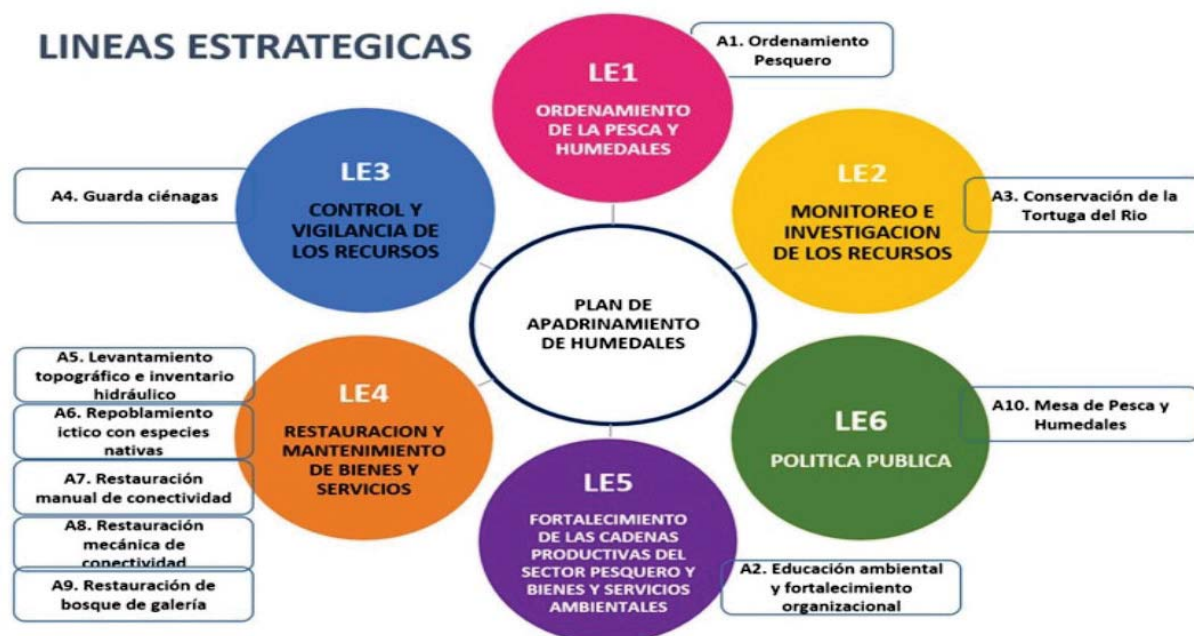 LINEAS ESTRATEGICAS
A1. Ordenamiento
Pesquero
LE1
ORDENAMIENTO
DE LA PESCA Y
HUMEDALES
LE3
CONTROL Y
VIGILANCIA DE
LOS RECURSOS
A4. Guarda ciénagas
LE2
MONITOREO E
INVESTIGACION
DE LOS RECURSOS
A3. Conservación de la
Tortuga del Rio
PLAN DE
APADRINAMIENTO
DE HUMEDALES
A5. Levantamiento
topográfico e inventario
hidráulico
A6. Repoblamiento
ictico con especies
nativas
A7. Restauración
manual de conectividad
A8. Restauración
mecánica de
conectividad
A9. Restauración de
bosque de galería
LE4
RESTAURACION Y
MANTENIMIENTO
DE BIENES Y
SERVICIOS
LE6
POLITICA PUBLICA
A10. Mesa de Pesca y
Humedales
LE5
FORTALECIMIENTO
DE LAS CADENAS
PRODUCTIVAS DEL
SECTOR PESQUERO Y
BIENES Y SERVICIOS
AMBIENTALES
A2. Educación ambiental
y fortalecimiento
organizacional